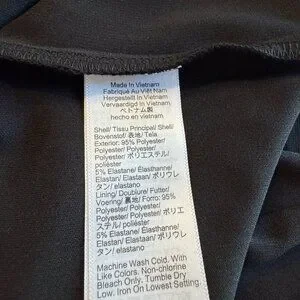 Made In Vietnam
Fabriqué Au Viêt Nam
Hergestellt In Vietnam
Vervaardigd In Vietnam
ベトナム製
hecho en vietnam
Shell/ Tissu Principal/ Shell/
Bovenstof/ 表地/ Tela
Exterior: 95% Polyester/
Polyester/ Polyester/
Polyester/ ポリエステル/
poliéster
5% Elastane/ Élasthanne/
Elastan/ Elastaan/ ポリウレ
タン/ elastano
Lining/ Doublure/ Futter/
Voering/ 裏地/ Forro: 95%
Polyester/ Polyester/
Polyester/ Polyester/ ポリエ
ステル/ poliéster
5% Elastane/ Élasthanne/
Elastan/ Elastaan/ ポリウレ
タン/ elastano
Machine Wash Cold. With
Like Colors. Non-chlorine
Bleach Only. Tumble Dry
Low. Iron On Lowest Setting